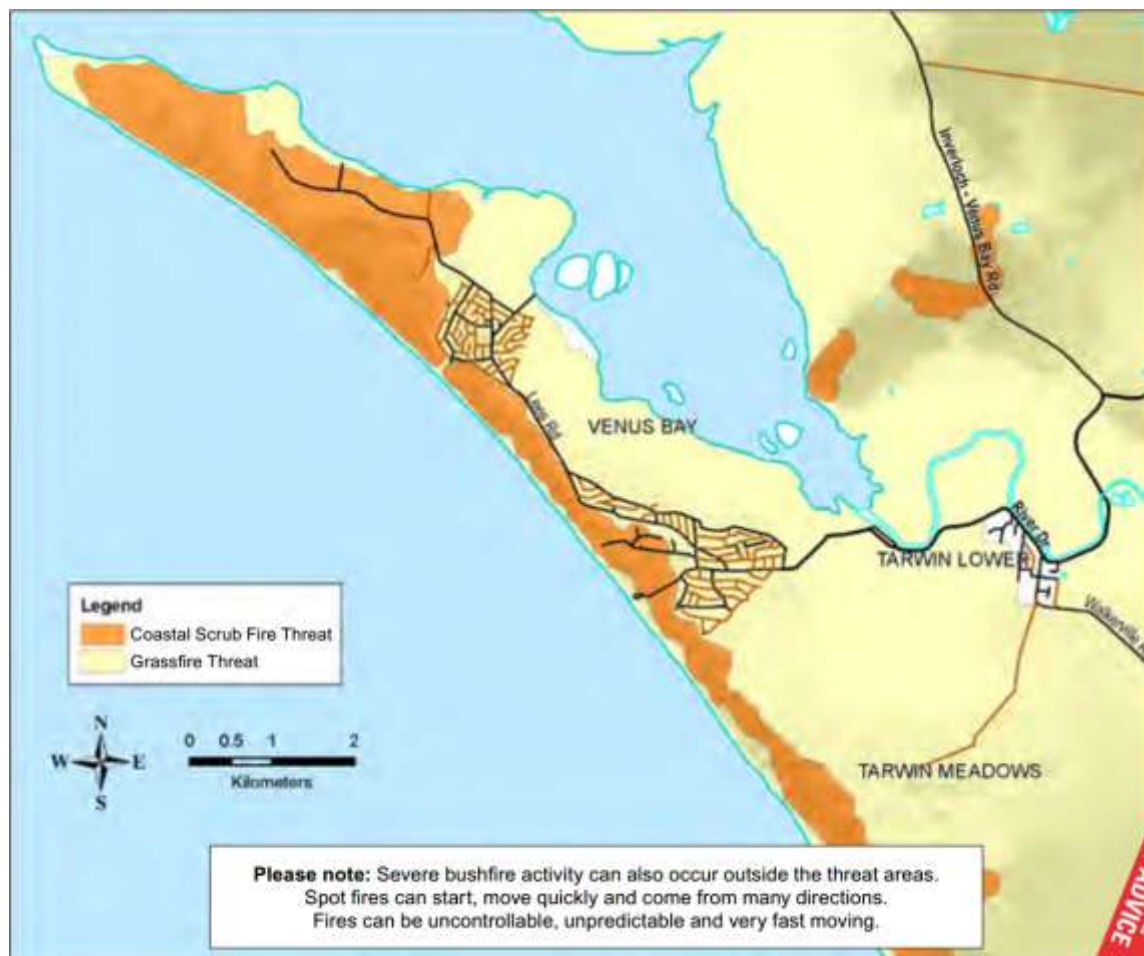 Inverloch - Venus Bay Rd
Lees Rd
VENUS BAY
River Dr
TARWIN LOWER
Walkerville
Legend
Coastal Scrub Fire Threat
Grassfire Threat
N
W E
S
0 0.5 1 2
Kilometers
TARWIN MEADOWS
Please note: Severe bushfire activity can also occur outside the threat areas.
Spot fires can start, move quickly and come from many directions.
Fires can be uncontrollable, unpredictable and very fast moving.
ADVICE